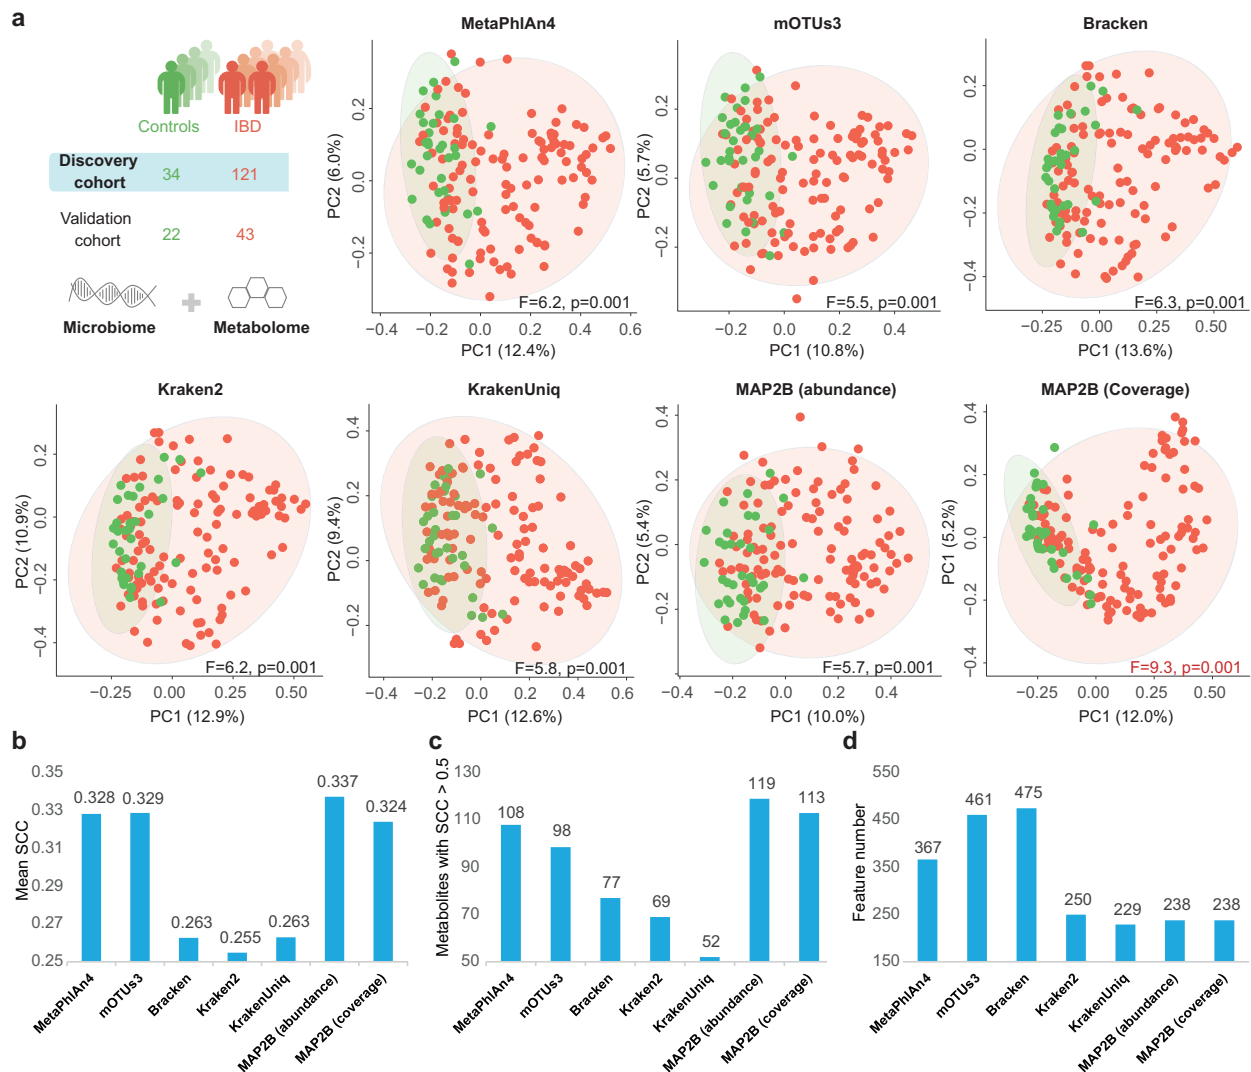 a
Controls
IBD
Discovery
cohort
34
121
Validation
cohort
22
43
Microbiome
Metabolome
MetaPhlAn4
PC2 (6.0%)
0.2
0.0
−0.2
F=6.2, p=0.001
−0.4
−0.2
0.0
0.2
0.4
0.6
PC1 (12.4%)
mOTUs3
PC2 (5.7%)
0.2
0.0
−0.2
F=5.5, p=0.001
−0.2
0.0
0.2
0.4
PC1 (10.8%)
Bracken
0.2
0.0
−0.2
−0.4
F=6.3, p=0.001
−0.25
0.00
0.25
0.50
PC1 (13.6%)
Kraken2
PC2 (10.9%)
0.2
0.0
−0.2
−0.4
F=6.2, p=0.001
−0.25
0.00
0.25
0.50
PC1 (12.9%)
KrakenUniq
PC2 (9.4%)
0.4
0.2
0.0
−0.2
F=5.8, p=0.001
−0.4
−0.2
0.0
0.2
0.4
0.6
PC1 (12.6%)
MAP2B (abundance)
PC2 (5.4%)
0.4
0.2
0.0
−0.2
F=5.7, p=0.001
−0.4
−0.2
0.0
0.2
0.4
PC1 (10.0%)
MAP2B (Coverage)
PC1 (5.2%)
0.4
0.2
0.0
−0.2
−0.4
F=9.3, p=0.001
−0.25
0.00
0.25
0.50
PC1 (12.0%)
b
Mean SCC
0.35
0.33
0.31
0.29
0.27
0.25
0.328
0.329
0.263
0.255
0.263
0.337
0.324
MetaPhlAn4
mOTUs3
Bracken
Kraken2
KrakenUniq
MAP2B (abundance)
MAP2B (coverage)
c
Metabolites with SCC > 0.5
130
110
90
70
50
108
98
77
69
52
119
113
MetaPhlAn4
mOTUs3
Bracken
Kraken2
KrakenUniq
MAP2B (abundance)
MAP2B (coverage)
d
Feature number
550
450
350
250
150
367
461
475
250
229
238
238
MetaPhlAn4
mOTUs3
Bracken
Kraken2
KrakenUniq
MAP2B (abundance)
MAP2B (coverage)